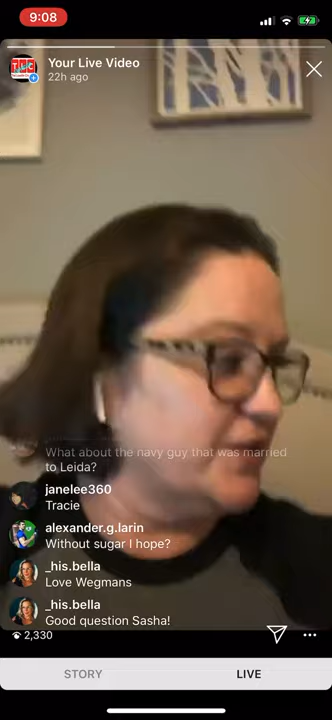 9:08
Your Live Video
22h ago
What about the navy guy that was married
to Leida?
janelee360
Tracie
alexander.g.larin
Without sugar I hope?
_his.bella
Love Wegmans
_his.bella
Good question Sasha!
2,330
STORY
LIVE